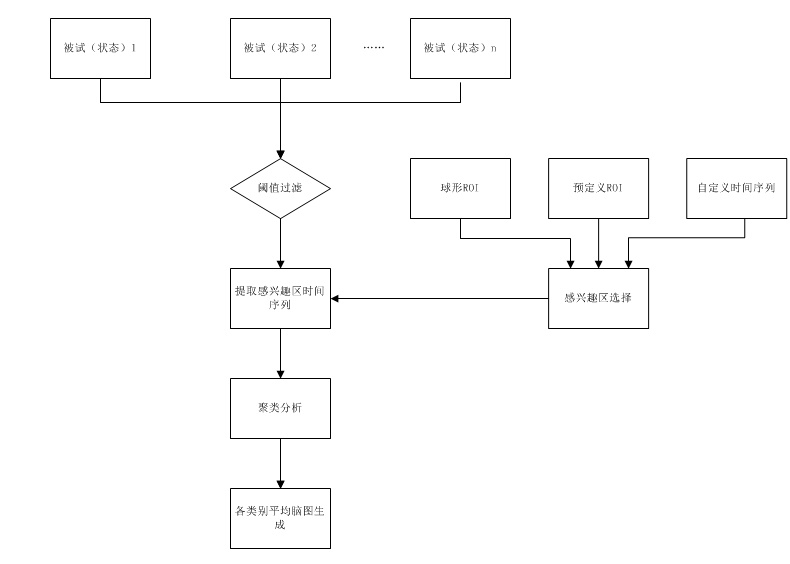 被试（状态）1
被试（状态）2
……
被试（状态）n
阈值过滤
球形ROI
预定义ROI
自定义时间序列
提取感兴趣区时间
序列
感兴趣区选择
聚类分析
各类别平均脑图生
成